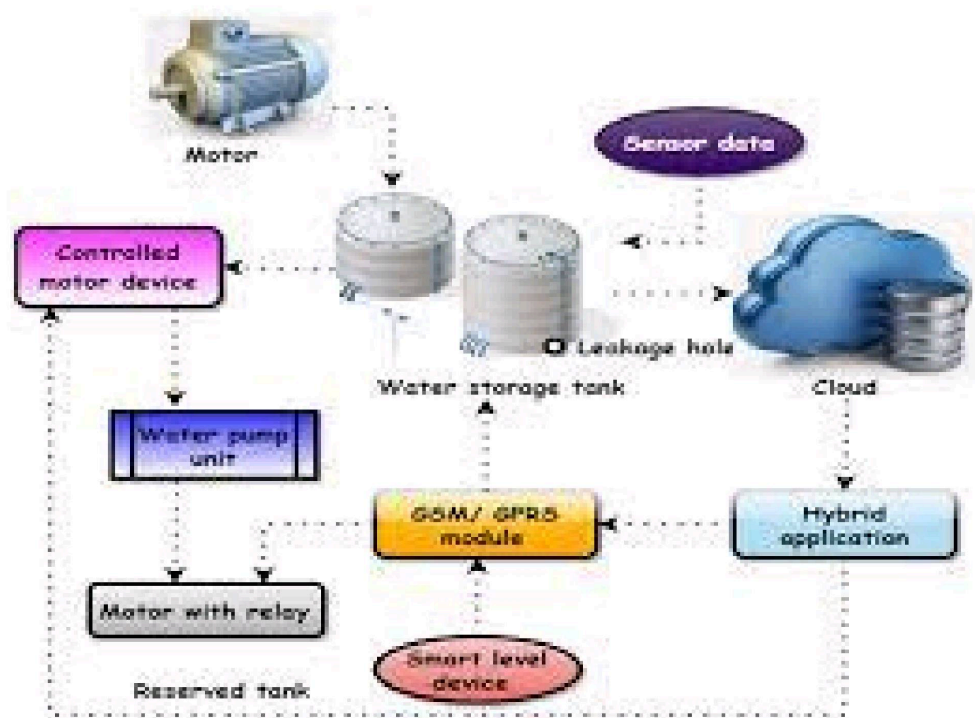 Motor
Sensor data
Controlled
motor device
Leakage hole
Water storage tank
Cloud
Water pump
unit
GSM/ GPRS
module
Hybrid
application
Motor with relay
Smart level
device
Reserved tank